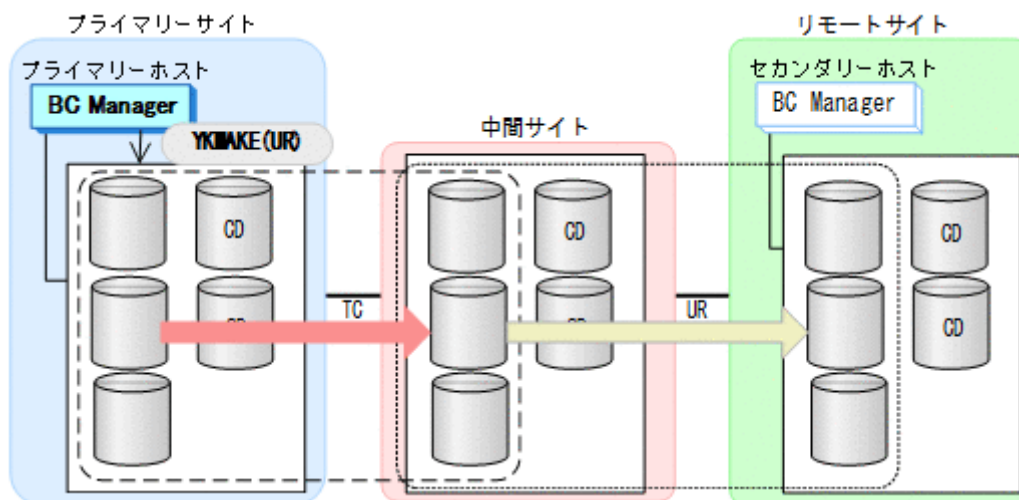 プライマリーサイト
プライマリーホスト
BC Manager
YKMAKE(UR)
CD
CD
TC
中間サイト
CD
CD
UR
リモートサイト
セカンダリーホスト
BC Manager
CD
CD